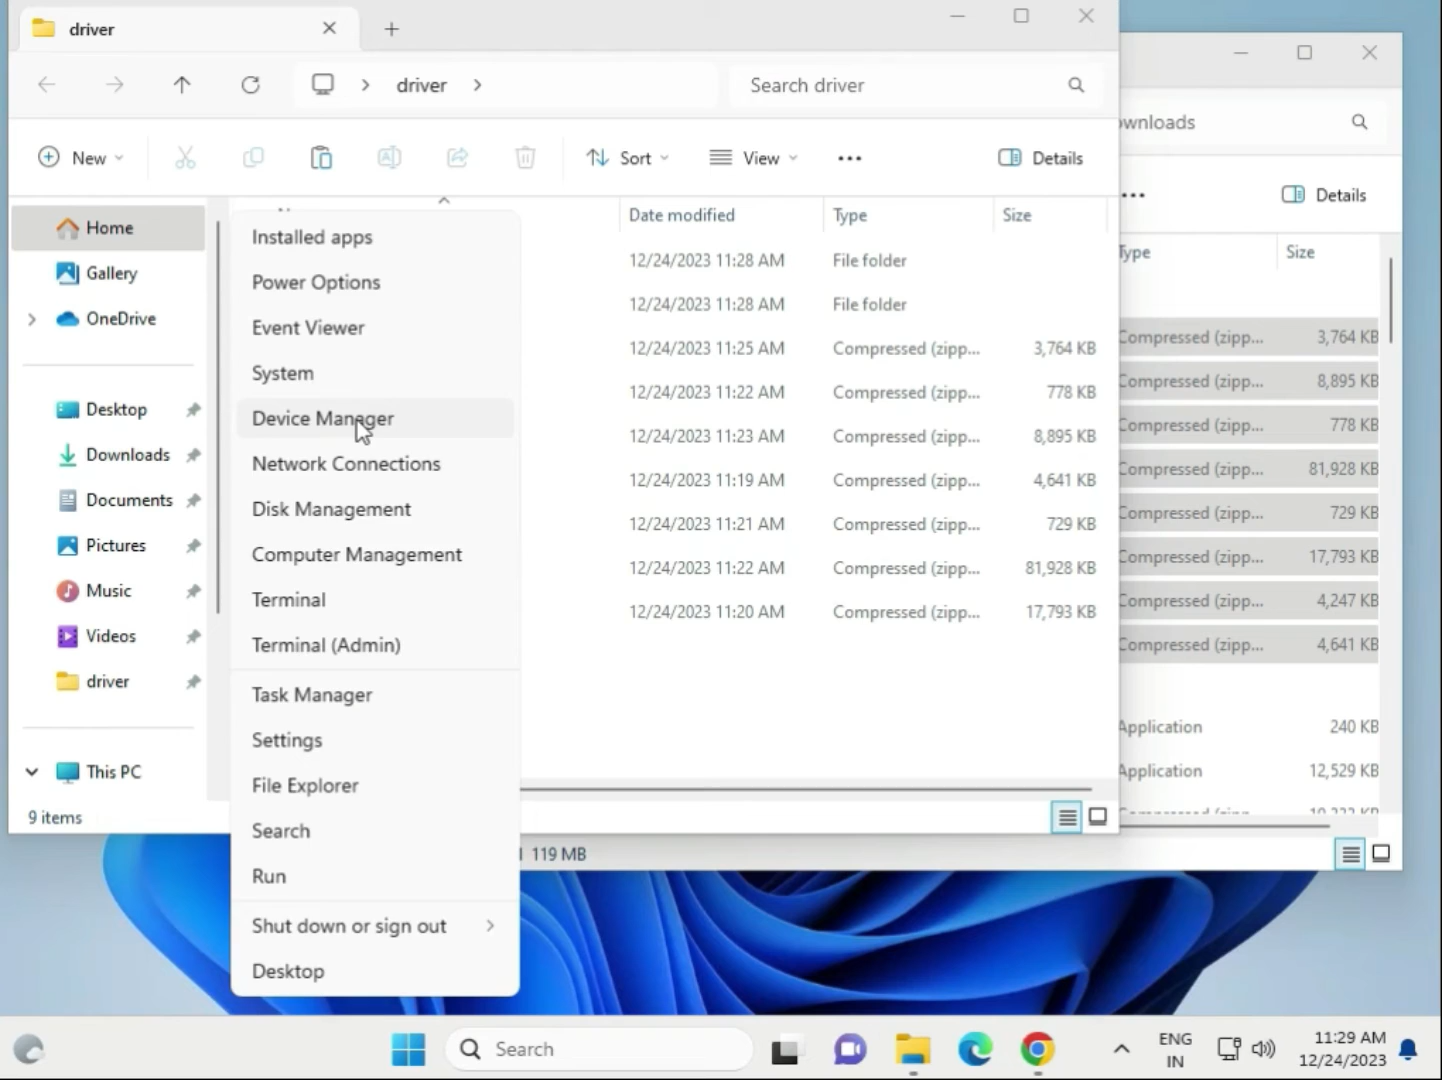 driver
driver
Search driver
New
Sort
View
Details
Home
Gallery
OneDrive
Desktop
Downloads
Documents
Pictures
Music
Videos
driver
This PC
9 items
Installed apps
Power Options
Event Viewer
System
Device Manager
Network Connections
Disk Management
Computer Management
Terminal
Terminal (Admin)
Task Manager
Settings
File Explorer
Search
Run
Shut down or sign out
Desktop
Date modified Type Size
12/24/2023 11:28 AM File folder
12/24/2023 11:28 AM File folder
12/24/2023 11:25 AM Compressed (zipp... 3,764 KB
12/24/2023 11:22 AM Compressed (zipp... 778 KB
12/24/2023 11:23 AM Compressed (zipp... 8,895 KB
12/24/2023 11:19 AM Compressed (zipp... 4,641 KB
12/24/2023 11:21 AM Compressed (zipp... 729 KB
12/24/2023 11:22 AM Compressed (zipp... 81,928 KB
12/24/2023 11:20 AM Compressed (zipp... 17,793 KB
ownloads
Details
Type Size
Compressed (zipp... 3,764 KB
Compressed (zipp... 8,895 KB
Compressed (zipp... 778 KB
Compressed (zipp... 81,928 KB
Compressed (zipp... 729 KB
Compressed (zipp... 17,793 KB
Compressed (zipp... 4,247 KB
Compressed (zipp... 4,641 KB
Application 240 KB
Application 12,529 KB
119 MB
Search
ENG
IN
11:29 AM
12/24/2023